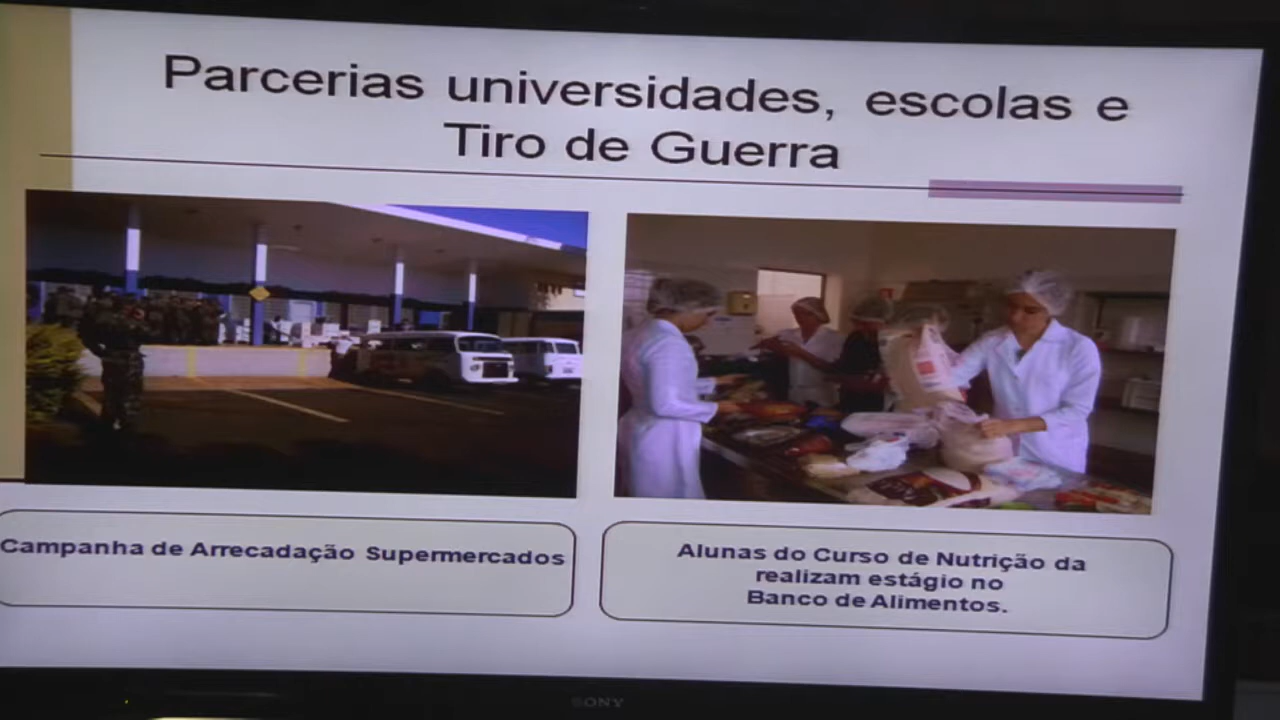 Parcerias universidades, escolas e
Tiro de Guerra
Campanha de Arrecadação Supermercados
Alunas do Curso de Nutrição da
realizam estágio no
Banco de Alimentos.
SONY